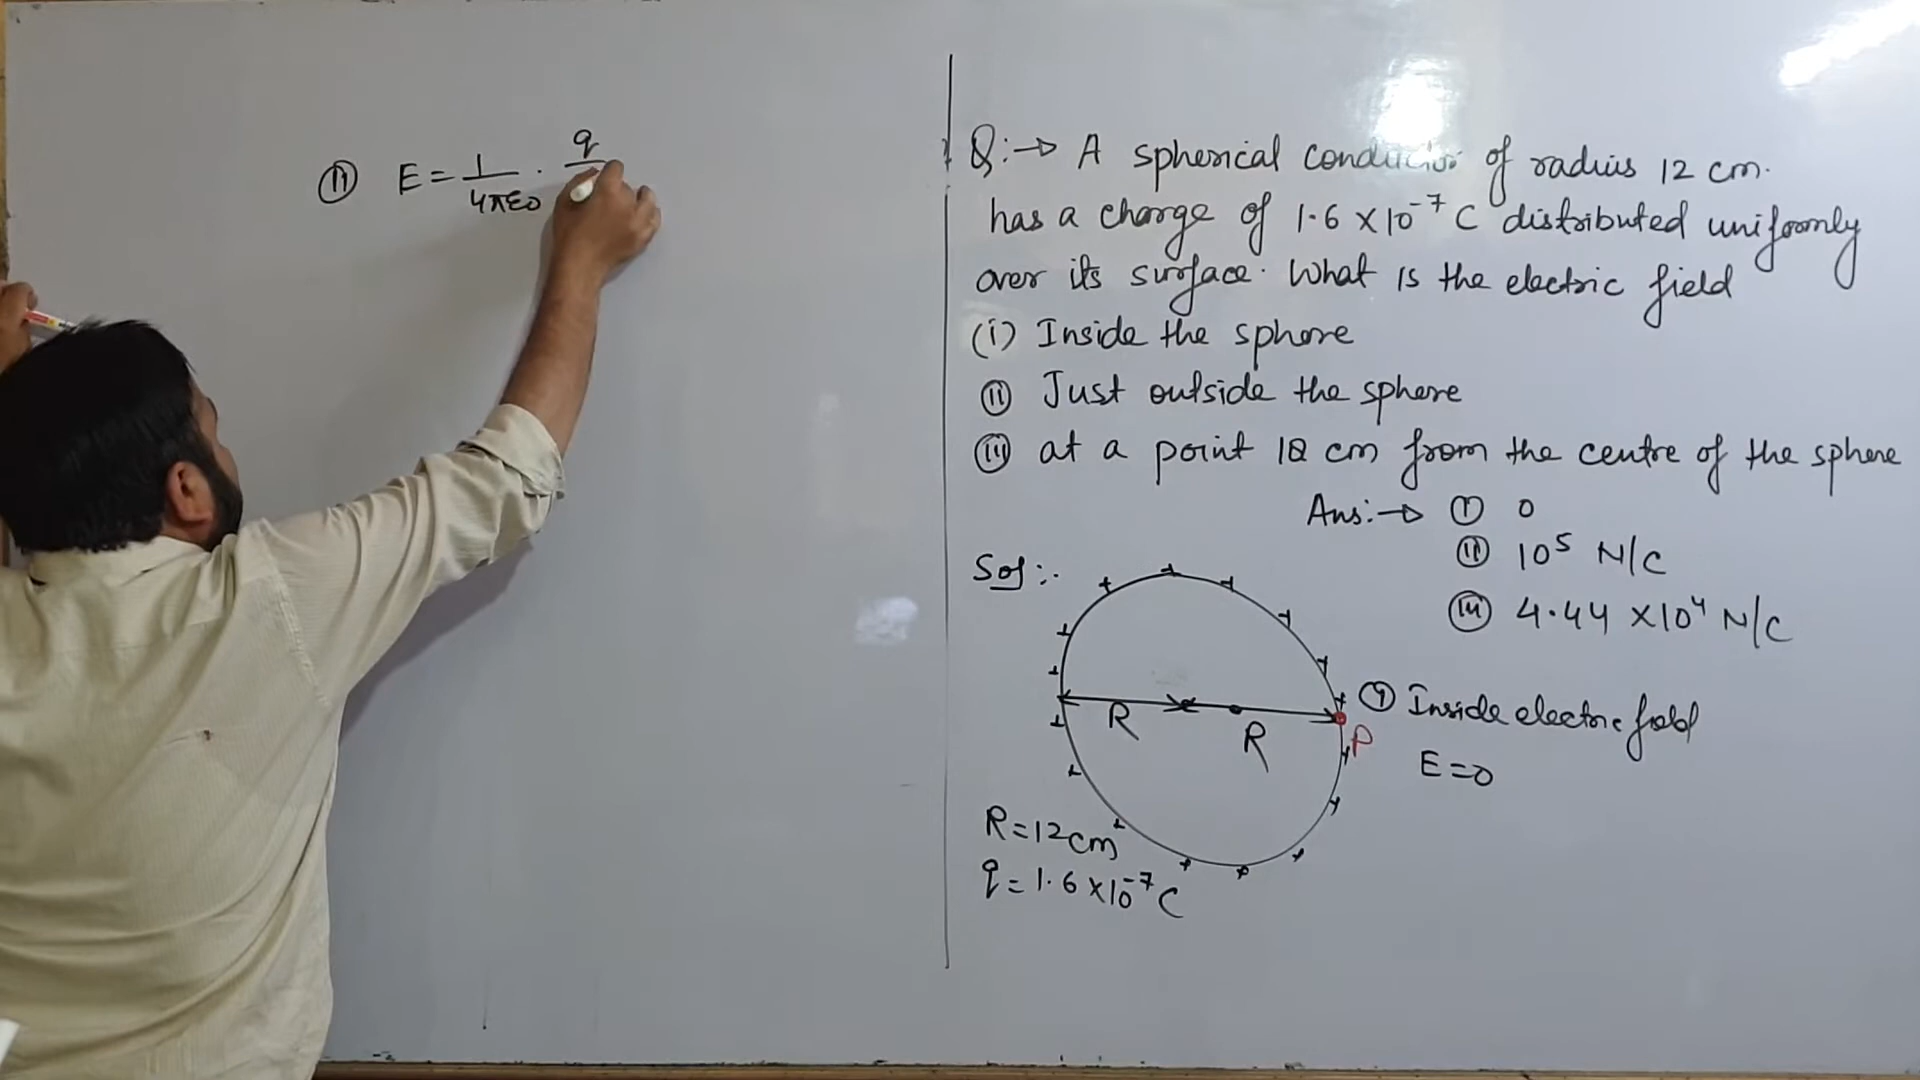 (ii) E = 1/4πε0 · q/
Q:→ A spherical conductor of radius 12 cm.
has a charge of 1.6 × 10⁻⁷ C distributed uniformly
over its surface. What is the electric field
(i) Inside the sphere
(ii) Just outside the sphere
(iii) at a point 18 cm from the centre of the sphere
Ans:→ (i) 0
(ii) 10⁵ N/C
(iii) 4.44 × 10⁴ N/C
Sol:.
R
R
P
(i) Inside electric field
E = 0
R = 12 cm
q = 1.6 × 10⁻⁷ C